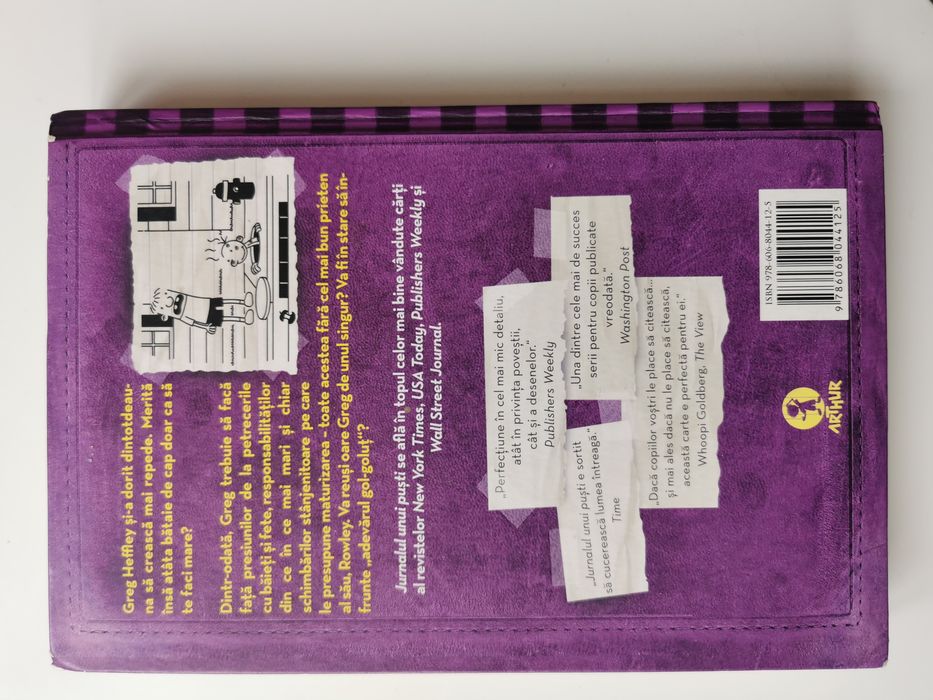 Greg Heffley și-a dorit dintotdeau-
na să crească mai repede. Merită
însă atâta bătaie de cap doar ca să
te faci mare?
Dintr-odată, Greg trebuie să facă
față presiunilor de la petrecerile
cu băieți și fete, responsabilităților
din ce în ce mai mari și chiar
schimbărilor stânjenitoare pe care
le presupune maturizarea – toate acestea fără cel mai bun prieten
al său, Rowley. Va reuși oare Greg de unul singur? Va fi în stare să în-
frunte „adevărul gol-goluț“?
Jurnalul unui puști se află în topul celor mai bine vândute cărți
al revistelor New York Times, USA Today, Publishers Weekly și
Wall Street Journal.
„Perfecțiune în cel mai mic detaliu,
atât în privința poveștii,
cât și a desenelor.“
Publishers Weekly
„Una dintre cele mai de succes
serii pentru copii publicate
vreodată.“
Washington Post
„Jurnalul unui puști e sortit
să cucerească lumea întreagă.“
Time
„Dacă copiilor voștri le place să citească...
și mai ales dacă nu le place să citească,
această carte e perfectă pentru ei.“
Whoopi Goldberg, The View
ARTHUR
ISBN 978-606-8044-12-5
9786068044125